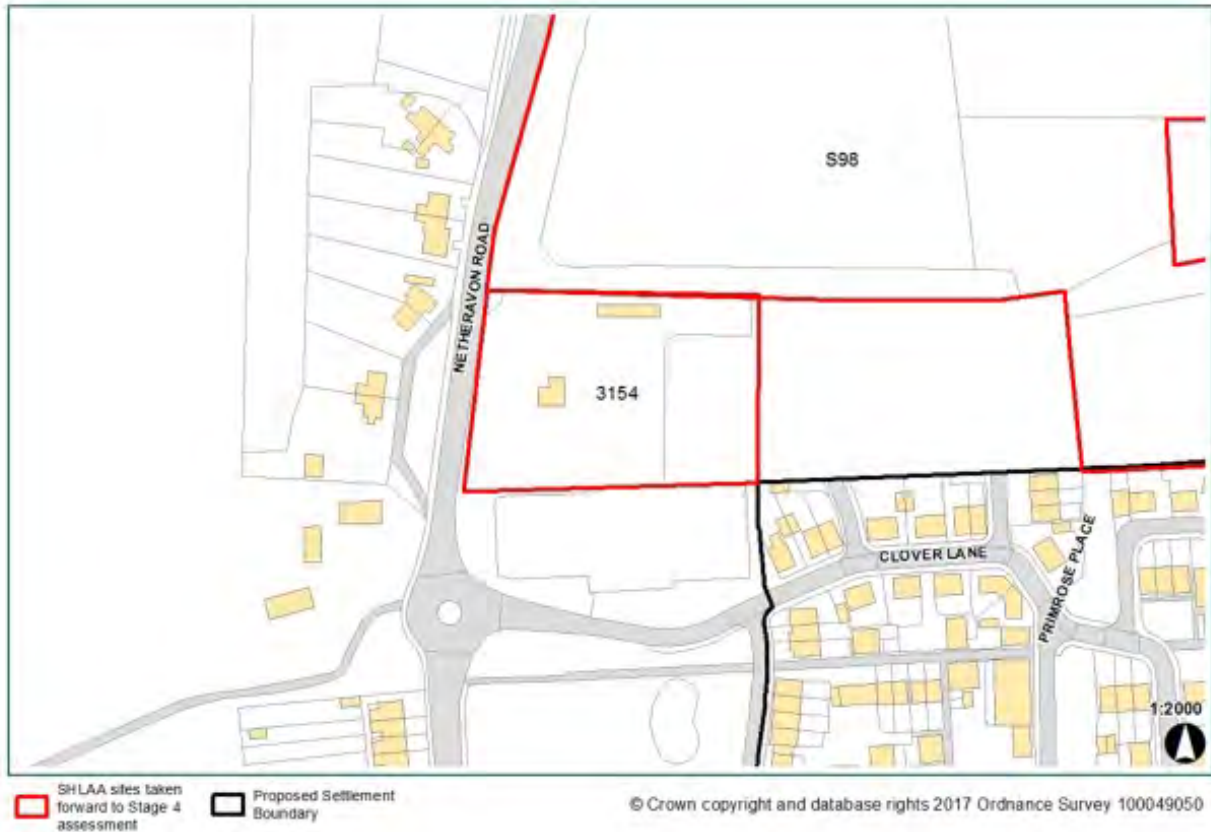 S98
NETHERAVON ROAD
3154
CLOVER LANE
PRIMROSE PLACE
1:2000
SHLAA sites taken
forward to Stage 4
assessment
Proposed Settlement
Boundary
© Crown copyright and database rights 2017 Ordnance Survey 100049050